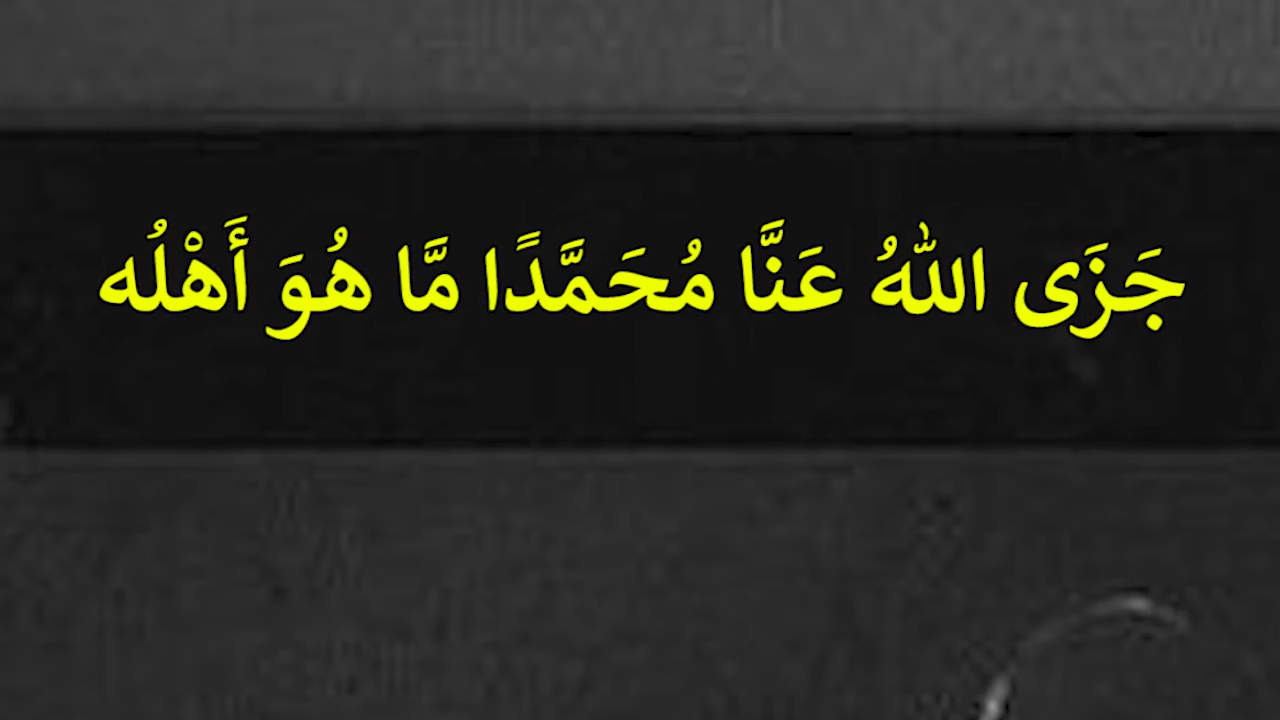 جَزَى اللهُ عَنَّا مُحَمَّدًا مَّا هُوَ أَهْلُه